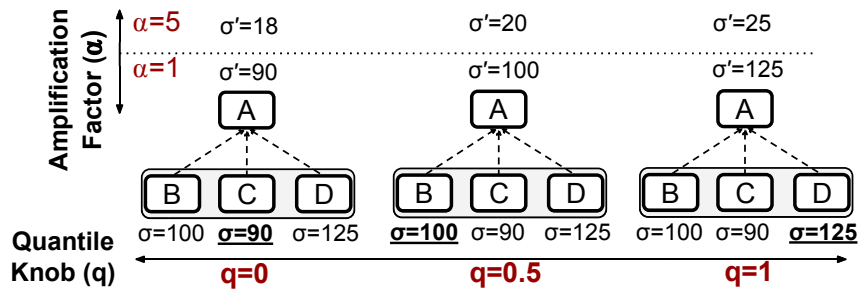 Amplification
Factor (α)
α=5 σ′=18 σ′=20 σ′=25
α=1 σ′=90 σ′=100 σ′=125
A A A
B C D B C D B C D
σ=100 σ=90 σ=125 σ=100 σ=90 σ=125 σ=100 σ=90 σ=125
Quantile
Knob (q) q=0 q=0.5 q=1